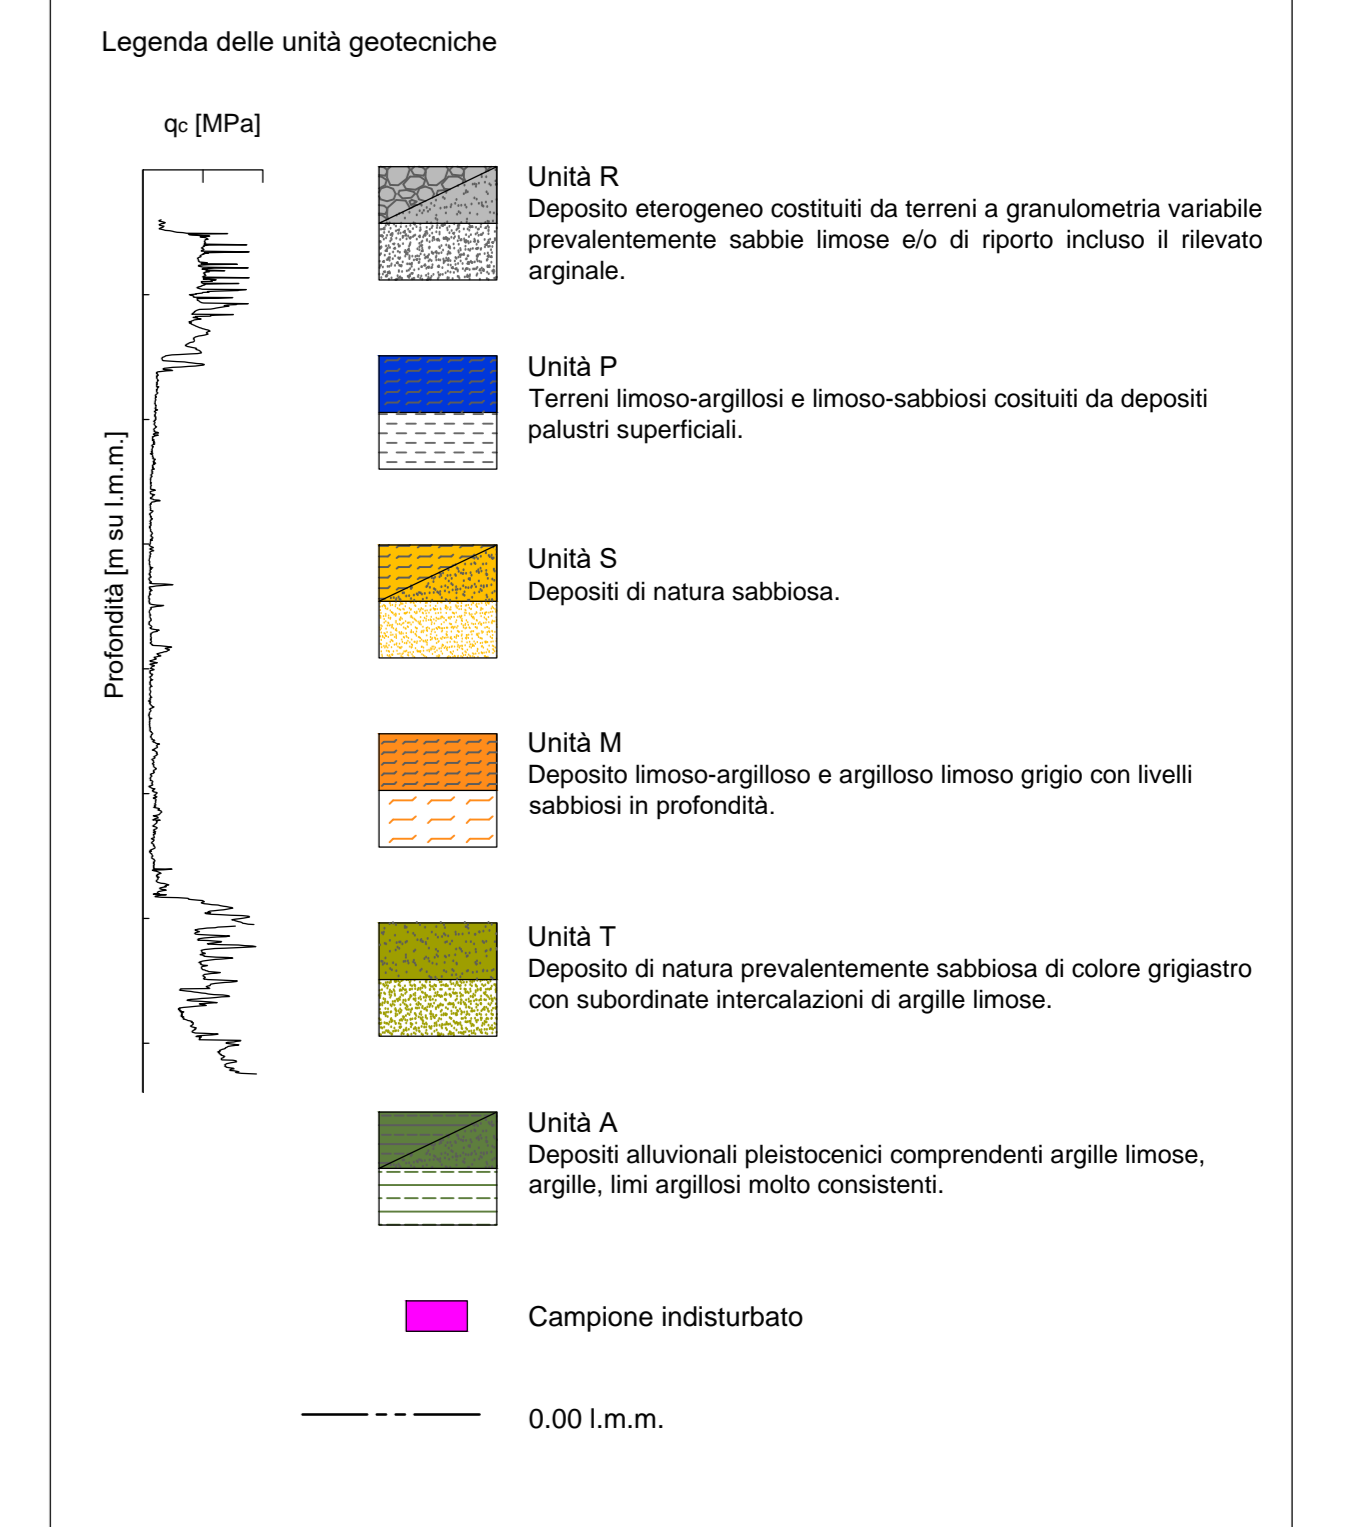 Legenda delle unità geotecniche
qc [MPa]
Profondità [m su l.m.m.]
Unità R
Deposito eterogeneo costituiti da terreni a granulometria variabile
prevalentemente sabbie limose e/o di riporto incluso il rilevato
arginale.
Unità P
Terreni limoso-argillosi e limoso-sabbiosi cosituiti da depositi
palustri superficiali.
Unità S
Depositi di natura sabbiosa.
Unità M
Deposito limoso-argilloso e argilloso limoso grigio con livelli
sabbiosi in profondità.
Unità T
Deposito di natura prevalentemente sabbiosa di colore grigiastro
con subordinate intercalazioni di argille limose.
Unità A
Depositi alluvionali pleistocenici comprendenti argille limose,
argille, limi argillosi molto consistenti.
Campione indisturbato
0.00 l.m.m.